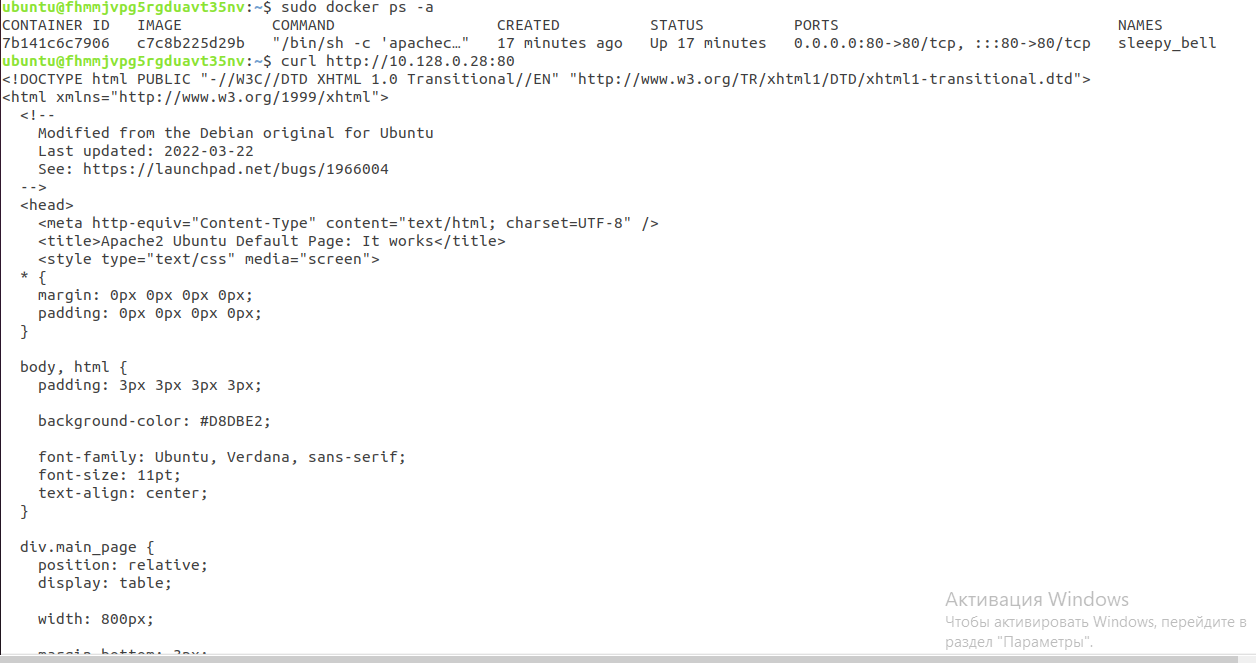 ubuntu@fhmmjvpg5rgduavt35nv:~$ sudo docker ps -a
CONTAINER ID   IMAGE          COMMAND                  CREATED          STATUS          PORTS                               NAMES
7b141c6c7906   c7c8b225d29b   "/bin/sh -c 'apachec…"   17 minutes ago   Up 17 minutes   0.0.0.0:80->80/tcp, :::80->80/tcp   sleepy_bell
ubuntu@fhmmjvpg5rgduavt35nv:~$ curl http://10.128.0.28:80
<!DOCTYPE html PUBLIC "-//W3C//DTD XHTML 1.0 Transitional//EN" "http://www.w3.org/TR/xhtml1/DTD/xhtml1-transitional.dtd">
<html xmlns="http://www.w3.org/1999/xhtml">
  <!--
    Modified from the Debian original for Ubuntu
    Last updated: 2022-03-22
    See: https://launchpad.net/bugs/1966004
  -->
  <head>
    <meta http-equiv="Content-Type" content="text/html; charset=UTF-8" />
    <title>Apache2 Ubuntu Default Page: It works</title>
    <style type="text/css" media="screen">
  * {
    margin: 0px 0px 0px 0px;
    padding: 0px 0px 0px 0px;
  }

  body, html {
    padding: 3px 3px 3px 3px;

    background-color: #D8DBE2;

    font-family: Ubuntu, Verdana, sans-serif;
    font-size: 11pt;
    text-align: center;
  }

  div.main_page {
    position: relative;
    display: table;

    width: 800px;

    margin-bottom: 3px;
Активация Windows
Чтобы активировать Windows, перейдите в
раздел "Параметры".